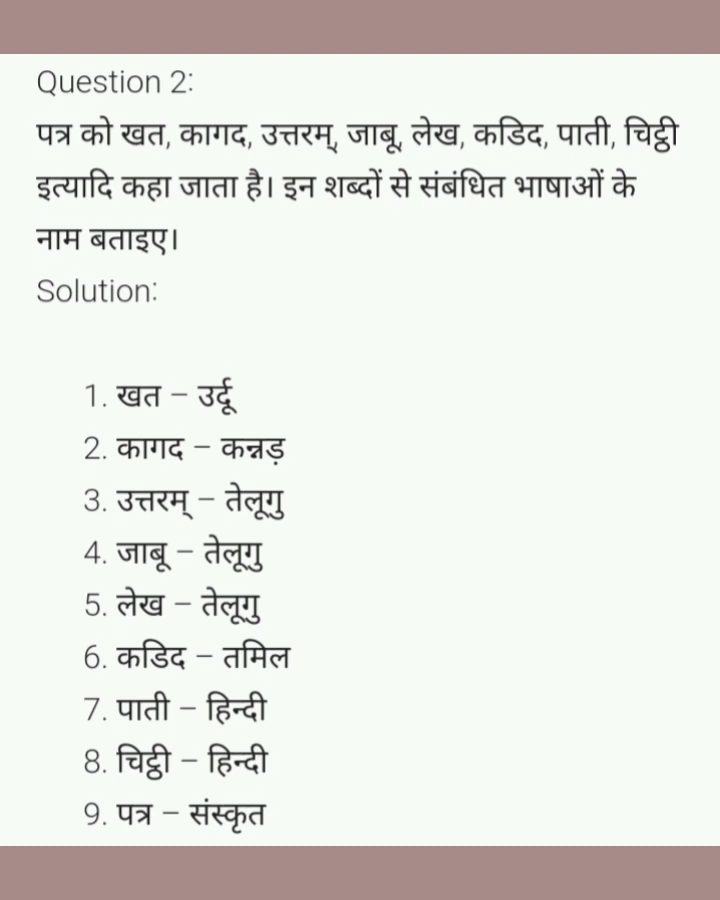 Question 2:
पत्र को खत, कागद, उत्तरम्, जाबू, लेख, कडिद, पाती, चिट्ठी
इत्यादि कहा जाता है। इन शब्दों से संबंधित भाषाओं के
नाम बताइए।
Solution:
1. खत – उर्दू
2. कागद – कन्नड़
3. उत्तरम् – तेलूगु
4. जाबू – तेलूगु
5. लेख – तेलूगु
6. कडिद – तमिल
7. पाती – हिन्दी
8. चिट्ठी – हिन्दी
9. पत्र – संस्कृत